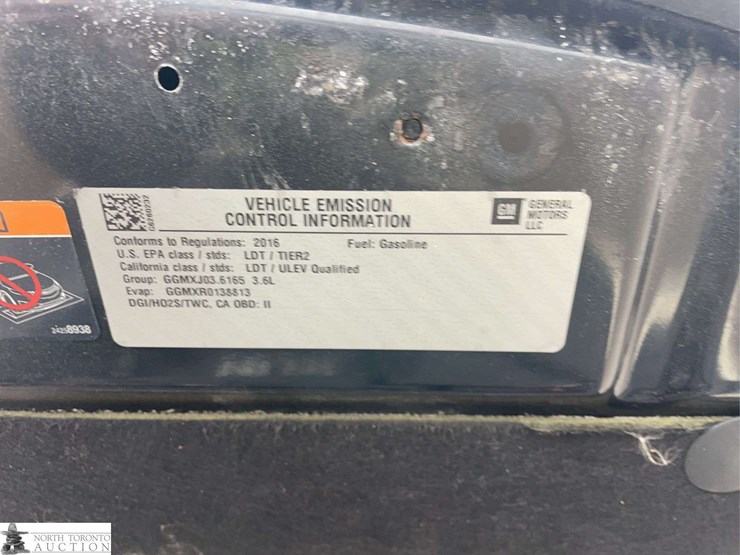 VEHICLE EMISSION
CONTROL INFORMATION
GM GENERAL
MOTORS
LLC
Conforms to Regulations: 2016 Fuel: Gasoline
U.S. EPA class / stds: LDT / TIER2
California class / stds: LDT / ULEV Qualified
Group: GGMXJ03.6165 3.6L
Evap: GGMXR0138813
DGI/HO2S/TWC, CA OBD: II
NORTH TORONTO
AUCTION